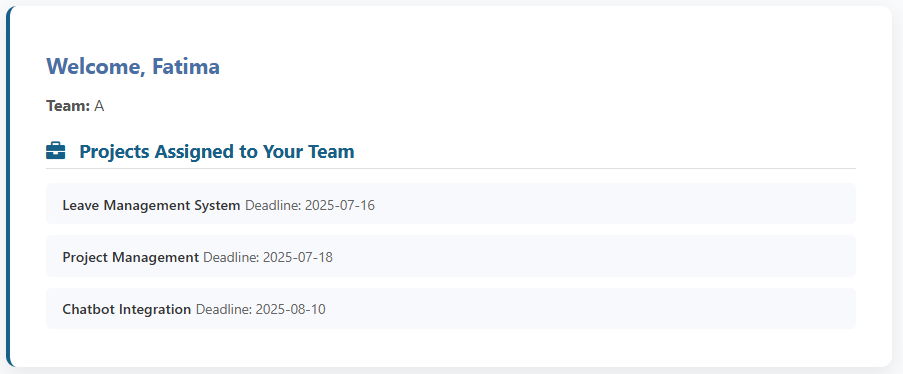 Welcome, Fatima
Team: A
Projects Assigned to Your Team
Leave Management System Deadline: 2025-07-16
Project Management Deadline: 2025-07-18
Chatbot Integration Deadline: 2025-08-10